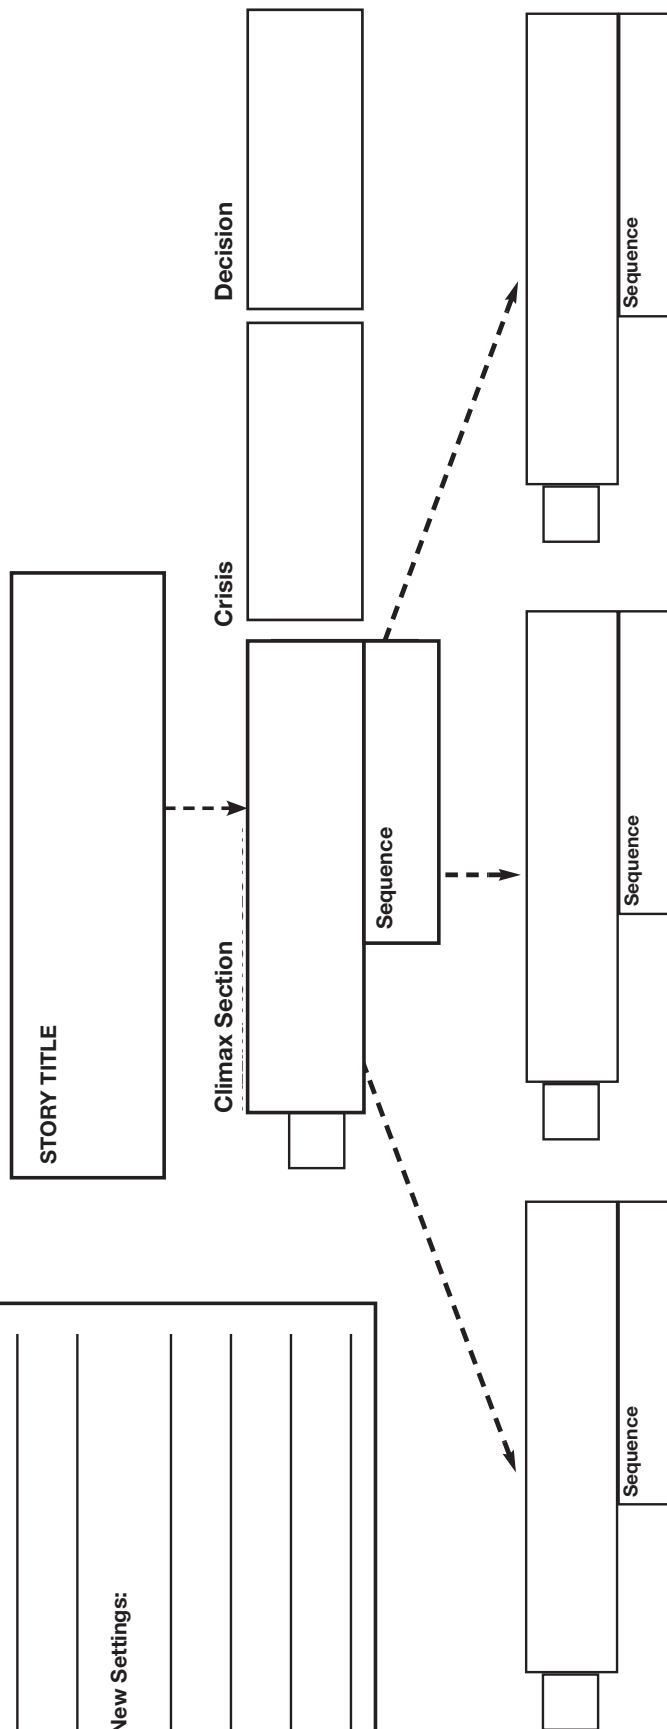 STORY TITLE
Climax Section
Crisis
Decision
Sequence
New Settings:
Sequence
Sequence
Sequence